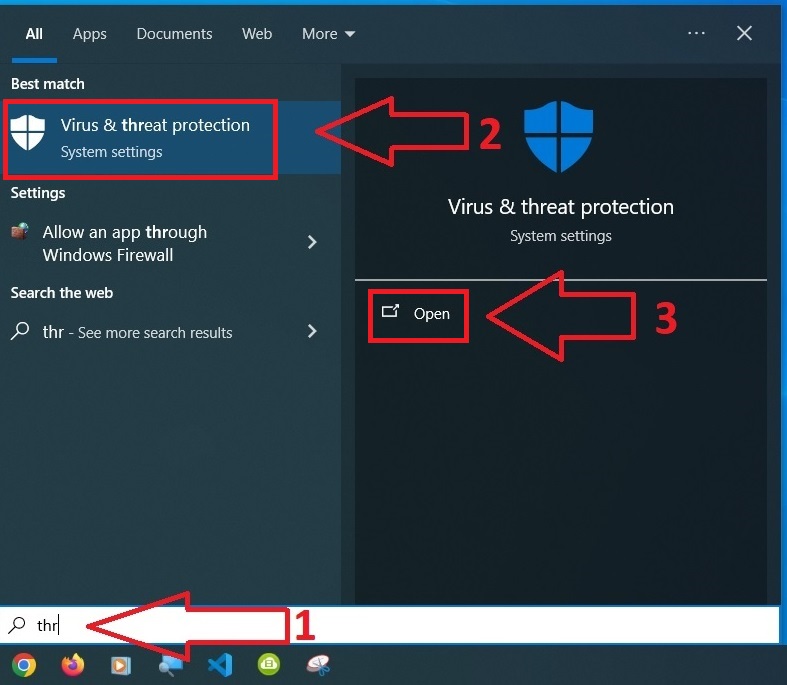 All Apps Documents Web More ...
Best match
Virus & threat protection
System settings
2
Settings
Allow an app through
Windows Firewall
Search the web
thr - See more search results
Virus & threat protection
System settings
Open
3
thr
1